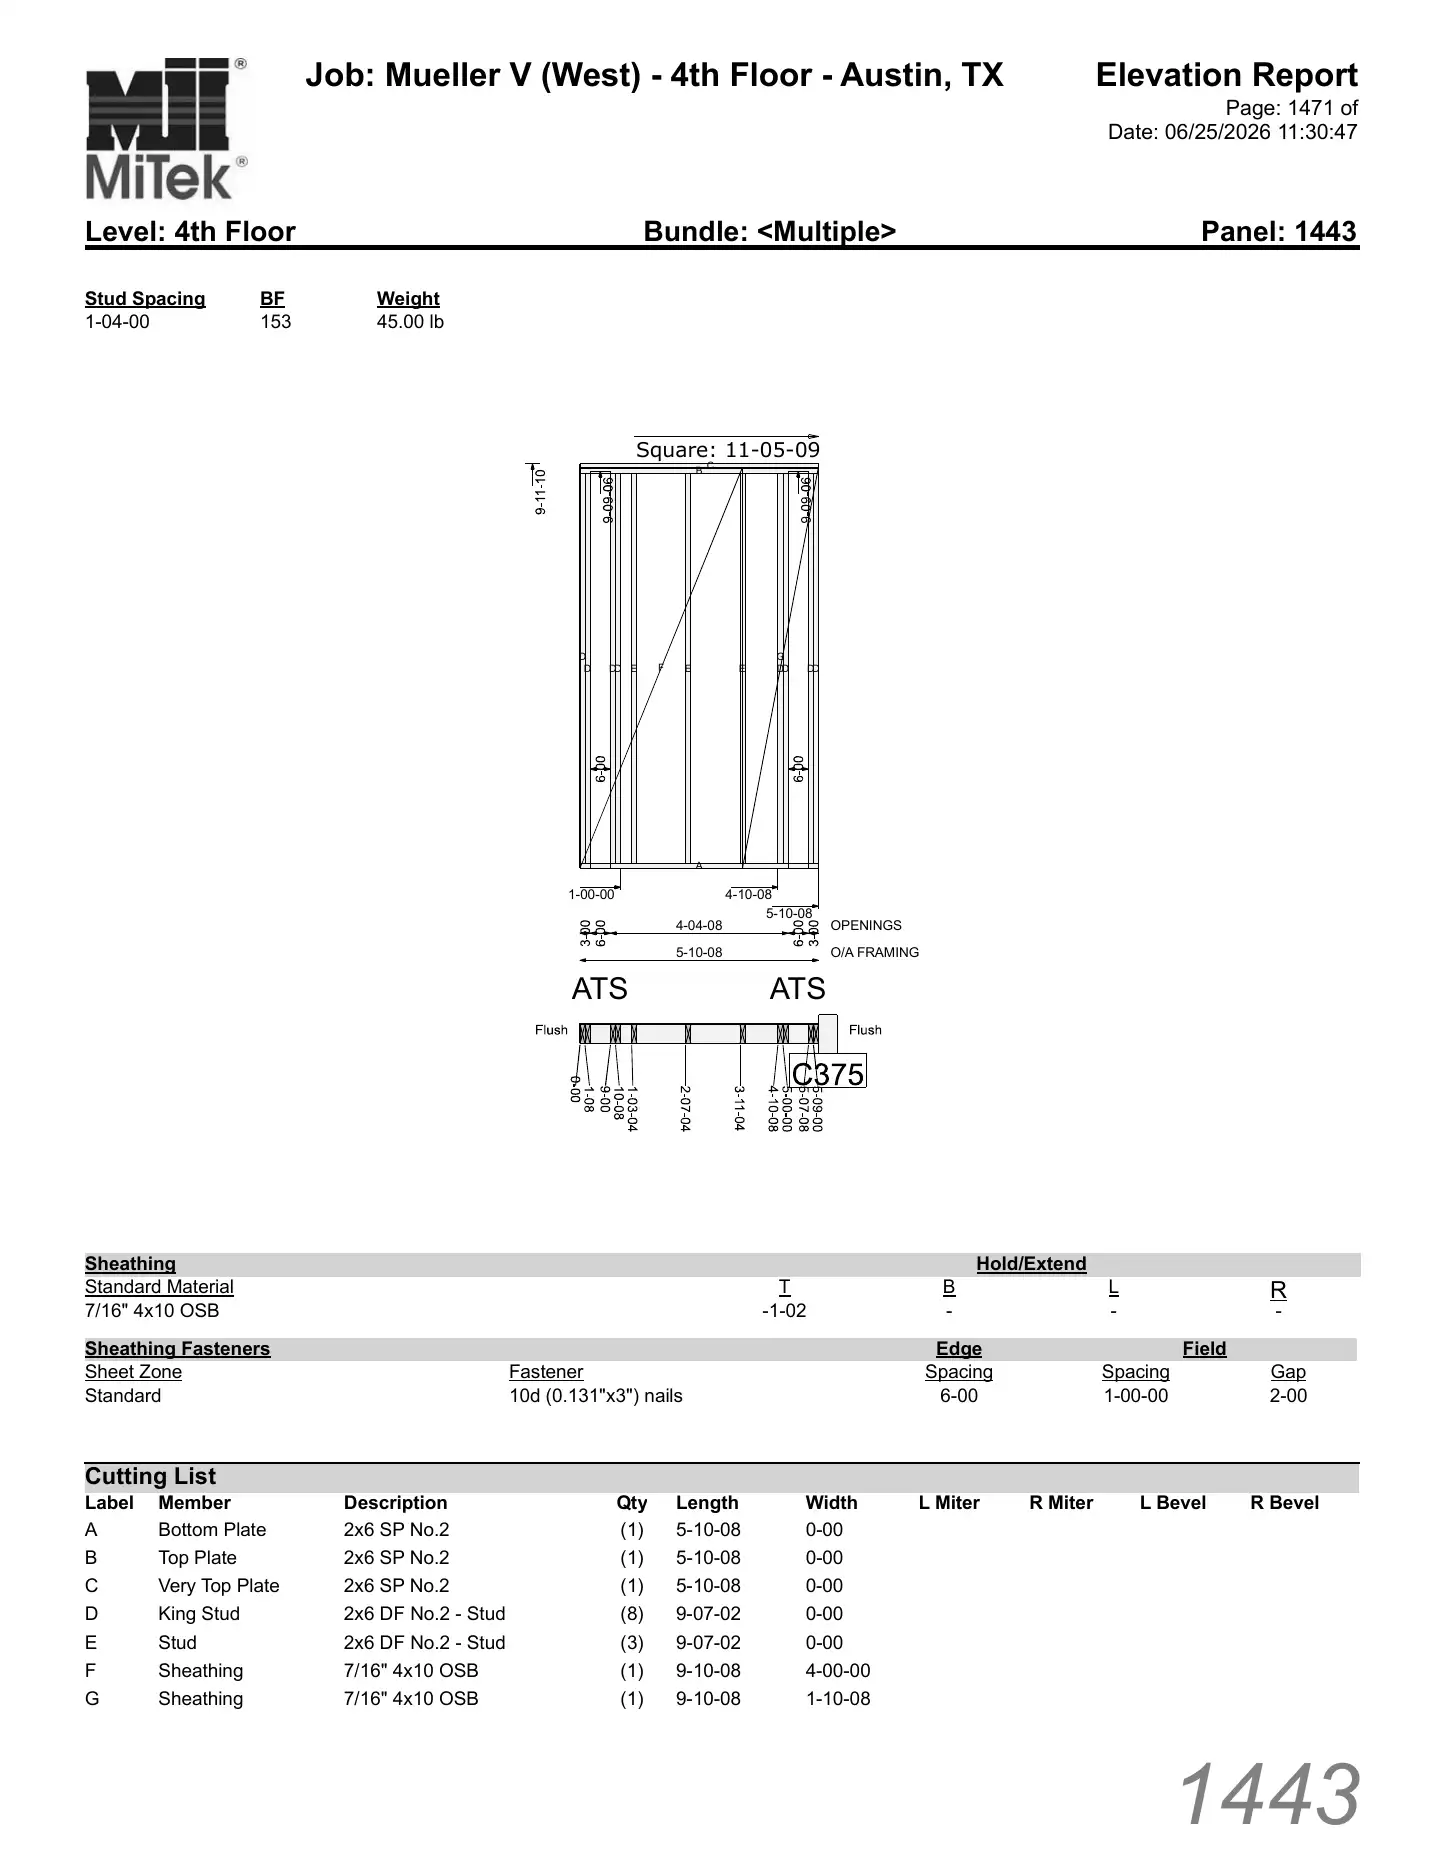 Job: Mueller V (West) - 4th Floor - Austin, TX
Elevation Report
Page: 1471 of
Date: 06/25/2026 11:30:47
MiTek®
Level: 4th Floor Bundle: <Multiple> Panel: 1443
Stud Spacing BF Weight
1-04-00 153 45.00 lb
Square: 11-05-09
C
B
9-11-10
9-09-06
9-09-06
D G
D D D E F E E D D D D
6-00
6-00
A
1-00-00 4-10-08
5-10-08
3-00 6-00 4-04-08 6-00 3-00 OPENINGS
5-10-08 O/A FRAMING
ATS ATS
Flush Flush
C375
0-00 1-08 9-00 10-08 1-03-04 2-07-04 3-11-04 4-10-08 5-00-00 5-07-08 5-09-00
Sheathing Hold/Extend
Standard Material T B L R
7/16" 4x10 OSB -1-02 - - -
Sheathing Fasteners Edge Field
Sheet Zone Fastener Spacing Spacing Gap
Standard 10d (0.131"x3") nails 6-00 1-00-00 2-00
Cutting List
Label Member Description Qty Length Width L Miter R Miter L Bevel R Bevel
A Bottom Plate 2x6 SP No.2 (1) 5-10-08 0-00
B Top Plate 2x6 SP No.2 (1) 5-10-08 0-00
C Very Top Plate 2x6 SP No.2 (1) 5-10-08 0-00
D King Stud 2x6 DF No.2 - Stud (8) 9-07-02 0-00
E Stud 2x6 DF No.2 - Stud (3) 9-07-02 0-00
F Sheathing 7/16" 4x10 OSB (1) 9-10-08 4-00-00
G Sheathing 7/16" 4x10 OSB (1) 9-10-08 1-10-08
1443